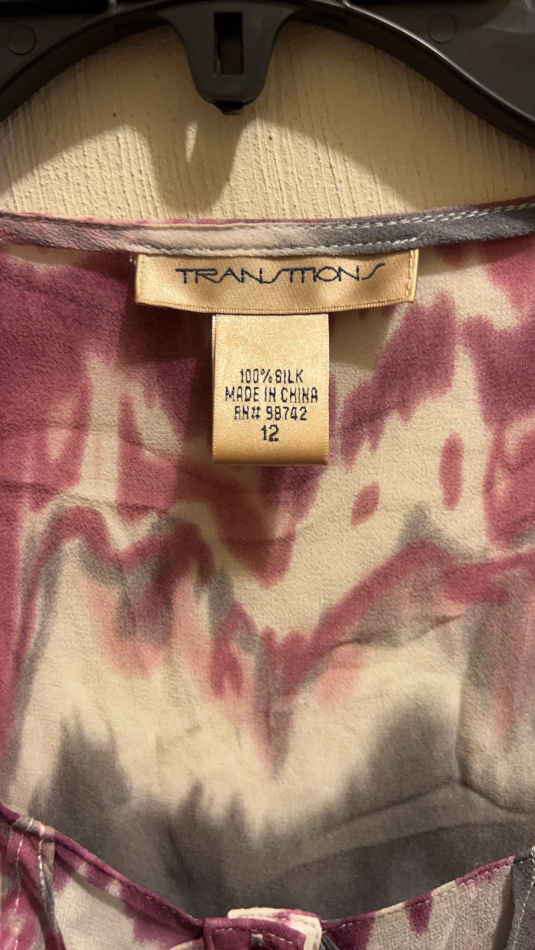 TRANSITIONS
100% SILK
MADE IN CHINA
RN# 98742
12